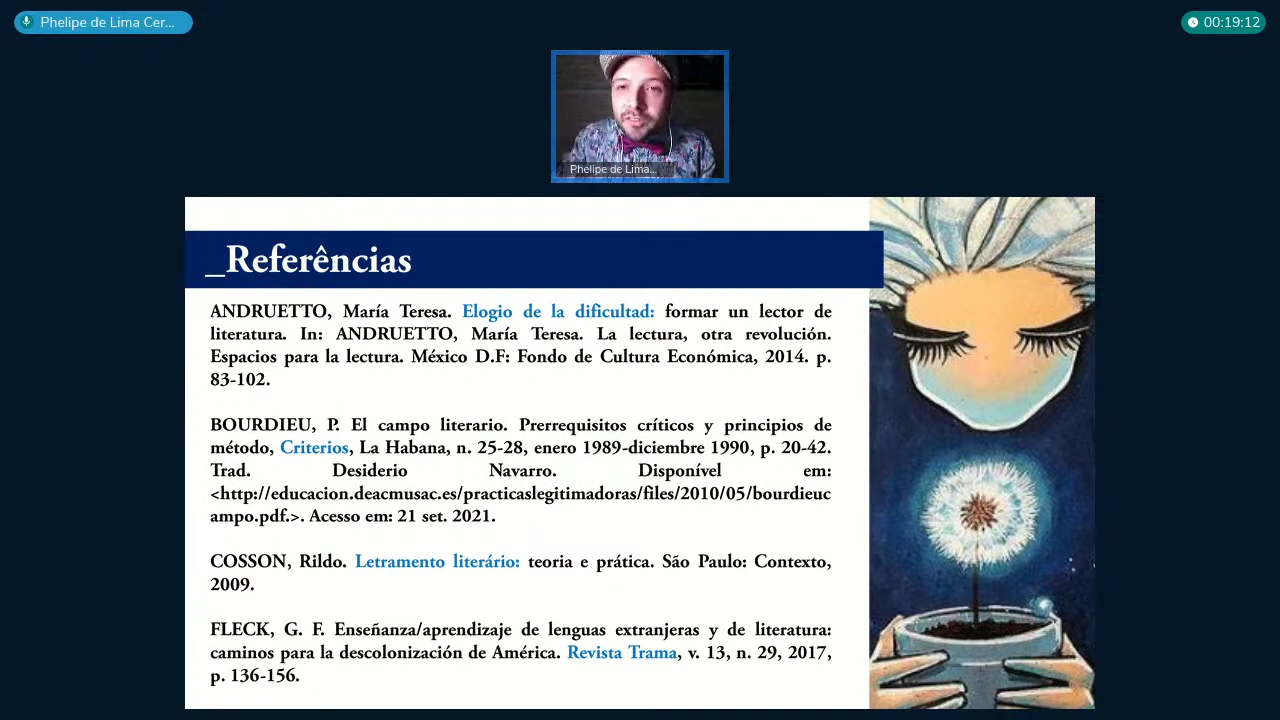 Phelipe de Lima Cer...
00:19:12
Phelipe de Lima...
_Referências
ANDRUETTO, María Teresa. Elogio de la dificultad: formar un lector de
literatura. In: ANDRUETTO, María Teresa. La lectura, otra revolución.
Espacios para la lectura. México D.F: Fondo de Cultura Económica, 2014. p.
83-102.
BOURDIEU, P. El campo literario. Prerrequisitos críticos y principios de
método, Criterios, La Habana, n. 25-28, enero 1989-diciembre 1990, p. 20-42.
Trad. Desiderio Navarro. Disponível em:
<http://educacion.deacmusac.es/practicaslegitimadoras/files/2010/05/bourdieuc
ampo.pdf.>. Acesso em: 21 set. 2021.
COSSON, Rildo. Letramento literário: teoria e prática. São Paulo: Contexto,
2009.
FLECK, G. F. Enseñanza/aprendizaje de lenguas extranjeras y de literatura:
caminos para la descolonización de América. Revista Trama, v. 13, n. 29, 2017,
p. 136-156.